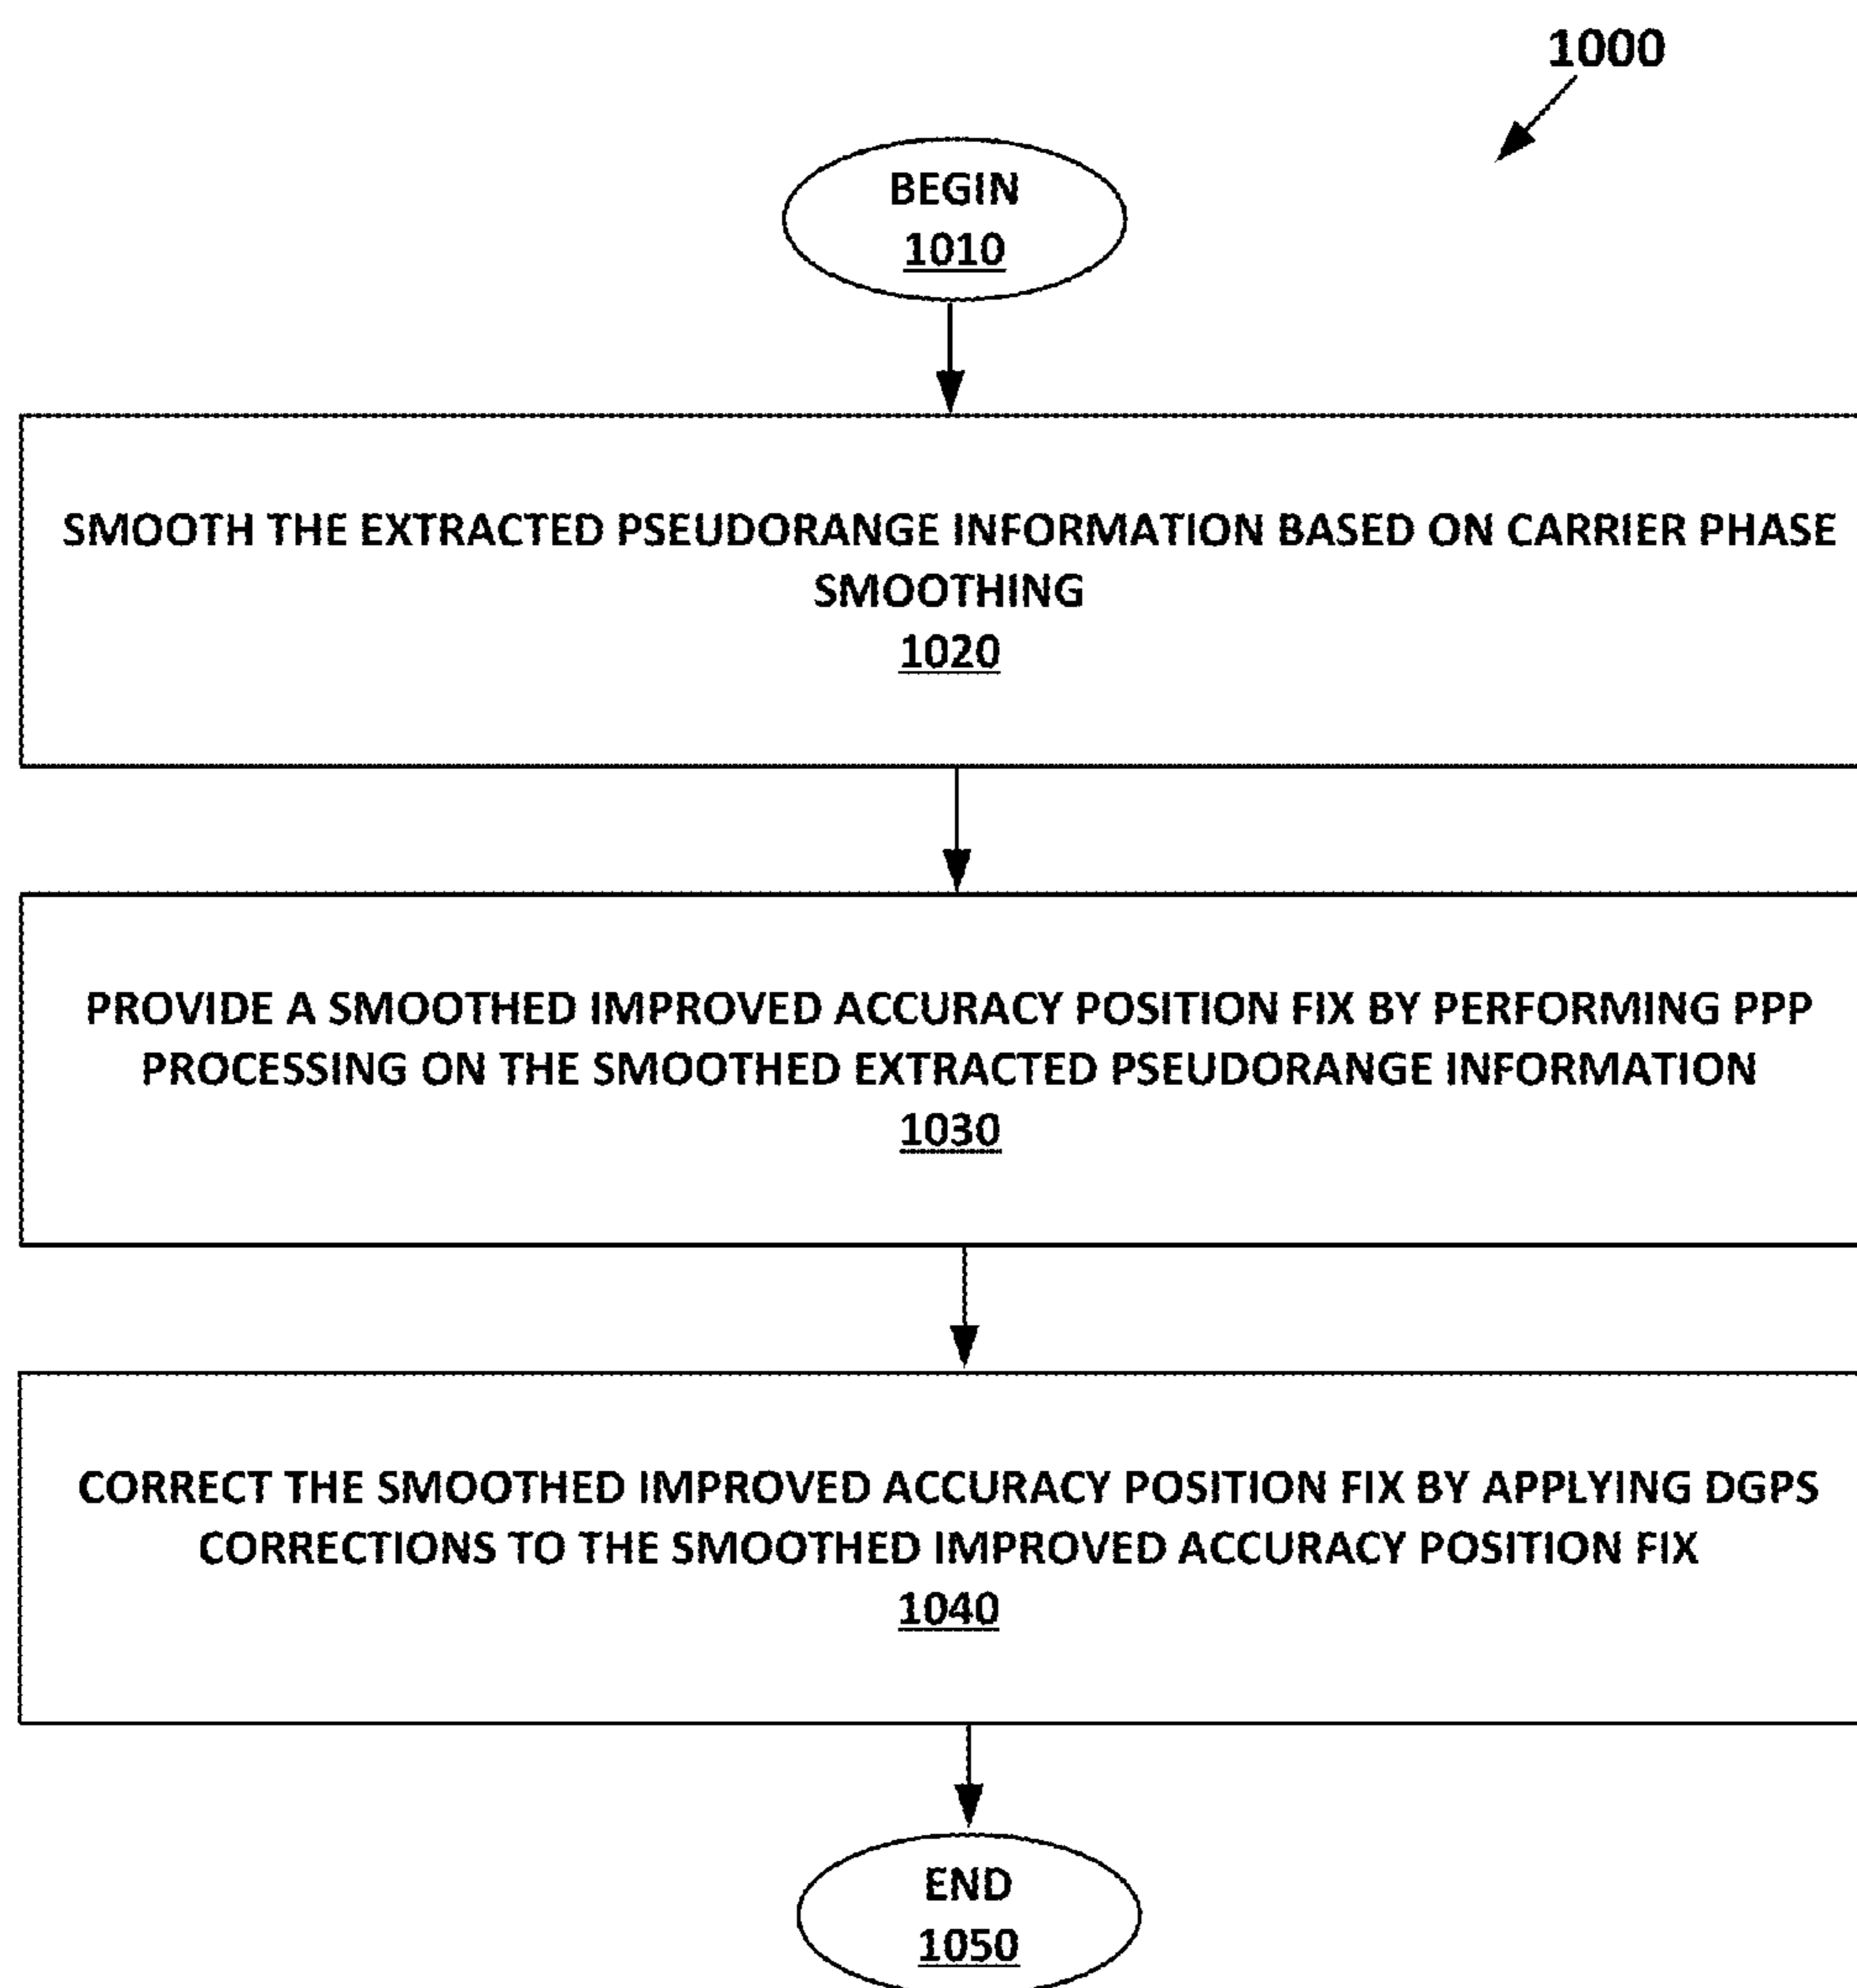 1000
BEGIN
1010
SMOOTH THE EXTRACTED PSEUDORANGE INFORMATION BASED ON CARRIER PHASE
SMOOTHING
1020
PROVIDE A SMOOTHED IMPROVED ACCURACY POSITION FIX BY PERFORMING PPP
PROCESSING ON THE SMOOTHED EXTRACTED PSEUDORANGE INFORMATION
1030
CORRECT THE SMOOTHED IMPROVED ACCURACY POSITION FIX BY APPLYING DGPS
CORRECTIONS TO THE SMOOTHED IMPROVED ACCURACY POSITION FIX
1040
END
1050